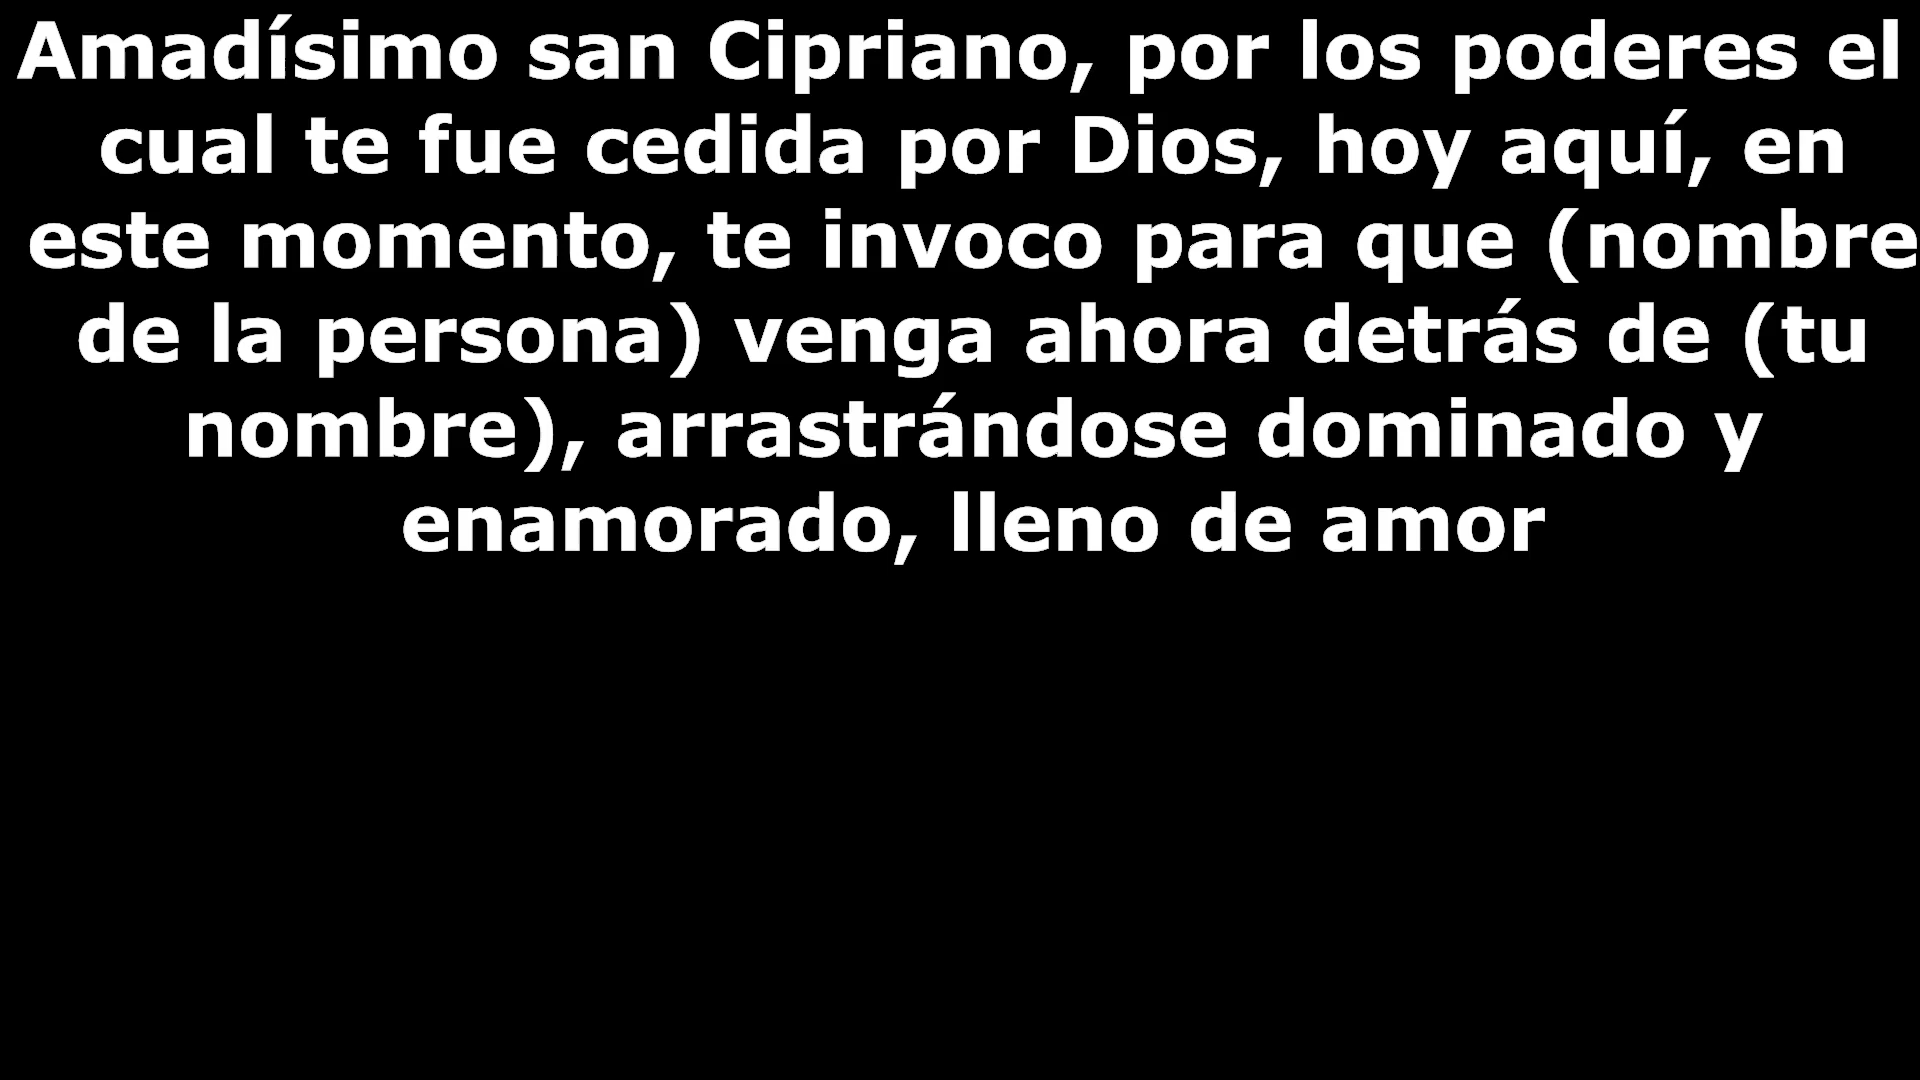 Amadísimo san Cipriano, por los poderes el
cual te fue cedida por Dios, hoy aquí, en
este momento, te invoco para que (nombre
de la persona) venga ahora detrás de (tu
nombre), arrastrándose dominado y
enamorado, lleno de amor